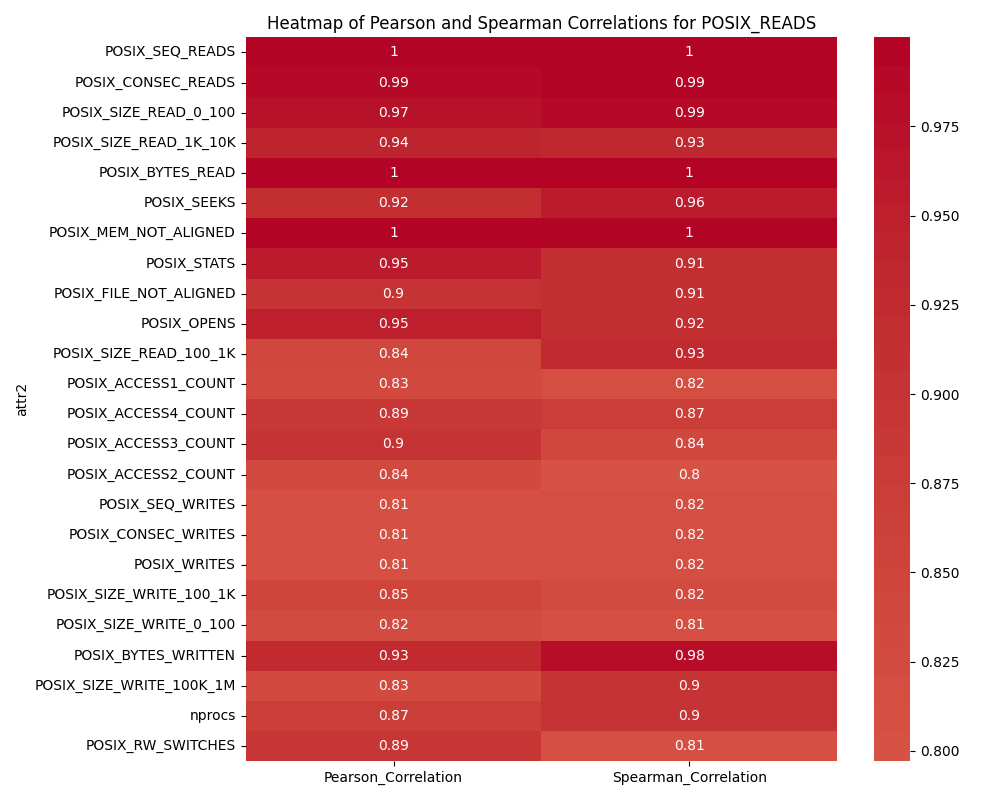 Heatmap of Pearson and Spearman Correlations for POSIX_READS
attr2
POSIX_SEQ_READS 1 1
POSIX_CONSEC_READS 0.99 0.99
POSIX_SIZE_READ_0_100 0.97 0.99
POSIX_SIZE_READ_1K_10K 0.94 0.93
POSIX_BYTES_READ 1 1
POSIX_SEEKS 0.92 0.96
POSIX_MEM_NOT_ALIGNED 1 1
POSIX_STATS 0.95 0.91
POSIX_FILE_NOT_ALIGNED 0.9 0.91
POSIX_OPENS 0.95 0.92
POSIX_SIZE_READ_100_1K 0.84 0.93
POSIX_ACCESS1_COUNT 0.83 0.82
POSIX_ACCESS4_COUNT 0.89 0.87
POSIX_ACCESS3_COUNT 0.9 0.84
POSIX_ACCESS2_COUNT 0.84 0.8
POSIX_SEQ_WRITES 0.81 0.82
POSIX_CONSEC_WRITES 0.81 0.82
POSIX_WRITES 0.81 0.82
POSIX_SIZE_WRITE_100_1K 0.85 0.82
POSIX_SIZE_WRITE_0_100 0.82 0.81
POSIX_BYTES_WRITTEN 0.93 0.98
POSIX_SIZE_WRITE_100K_1M 0.83 0.9
nprocs 0.87 0.9
POSIX_RW_SWITCHES 0.89 0.81
Pearson_Correlation Spearman_Correlation
0.975
0.950
0.925
0.900
0.875
0.850
0.825
0.800